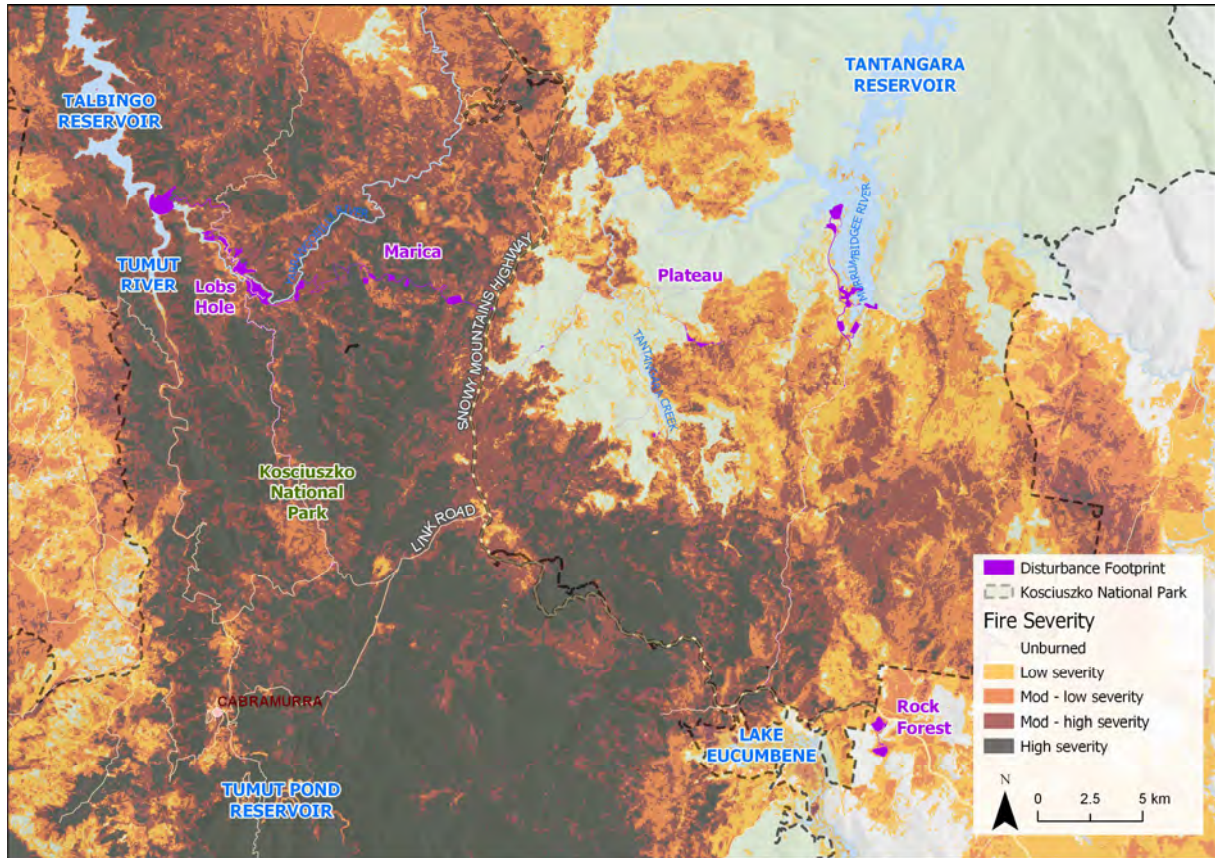 TALBINGO
RESERVOIR
TANTANGARA
RESERVOIR
TUMUT
RIVER
Lobs
Hole
Marica
SNOWY MOUNTAINS HIGHWAY
Plateau
MURRUMBIDGEE RIVER
Kosciuszko
National
Park
LINK ROAD
CABRAMURRA
TUMUT POND
RESERVOIR
LAKE
EUCUMBENE
Rock
Forest
Disturbance Footprint
Kosciuszko National Park
Fire Severity
Unburned
Low severity
Mod - low severity
Mod - high severity
High severity
N
0 2.5 5 km